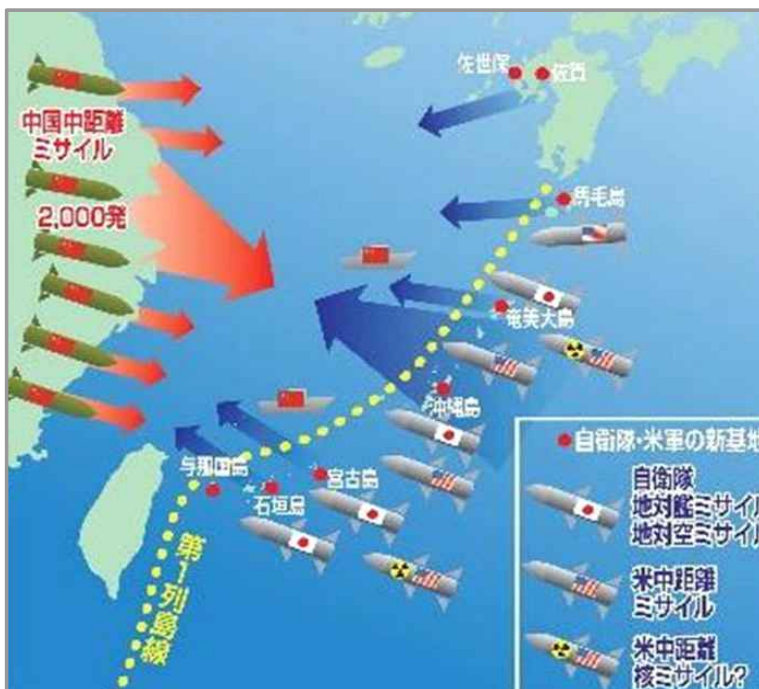 佐世保
佐賀
中国中距離
ミサイル
2,000発
馬毛島
奄美大島
沖縄島
与那国島
石垣島
宮古島
第1列島線
自衛隊・米軍の新基地
自衛隊
地対艦ミサイル
地対空ミサイル
米中距離
ミサイル
米中距離
核ミサイル?